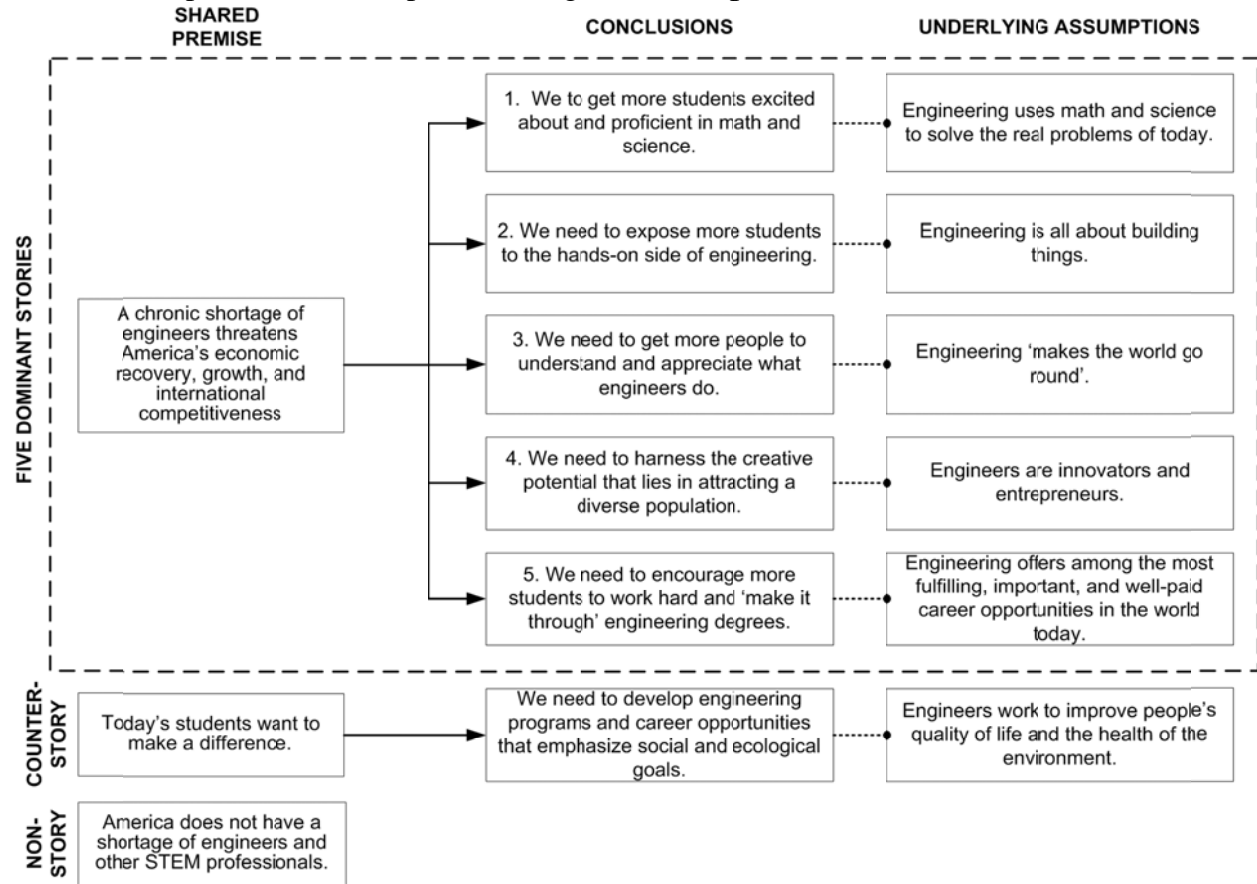 SHARED
PREMISE
CONCLUSIONS
UNDERLYING ASSUMPTIONS
FIVE DOMINANT STORIES
A chronic shortage of
engineers threatens
America's economic
recovery, growth, and
international
competitiveness
1. We to get more students excited
about and proficient in math and
science.
Engineering uses math and science
to solve the real problems of today.
2. We need to expose more students
to the hands-on side of engineering.
Engineering is all about building
things.
3. We need to get more people to
understand and appreciate what
engineers do.
Engineering 'makes the world go
round'.
4. We need to harness the creative
potential that lies in attracting a
diverse population.
Engineers are innovators and
entrepreneurs.
5. We need to encourage more
students to work hard and 'make it
through' engineering degrees.
Engineering offers among the most
fulfilling, important, and well-paid
career opportunities in the world
today.
COUNTER-
STORY
Today's students want to
make a difference.
We need to develop engineering
programs and career opportunities
that emphasize social and ecological
goals.
Engineers work to improve people's
quality of life and the health of the
environment.
NON-
STORY
America does not have a
shortage of engineers and
other STEM professionals.